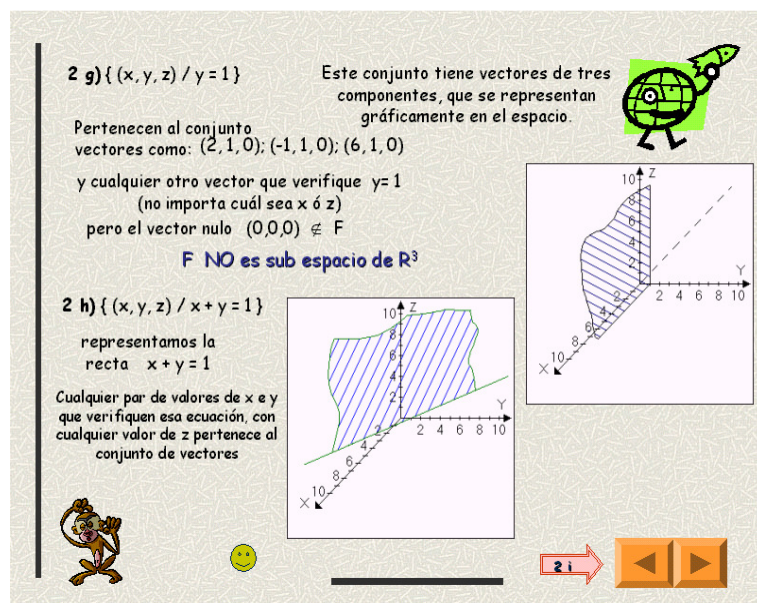 2 g) { (x, y, z) / y = 1 }
Este conjunto tiene vectores de tres
componentes, que se representan
gráficamente en el espacio.
Pertenecen al conjunto
vectores como: (2, 1, 0); (-1, 1, 0); (6, 1, 0)
y cualquier otro vector que verifique y= 1
(no importa cuál sea x ó z)
pero el vector nulo (0,0,0) ∉ F
F NO es sub espacio de R³
10 Z
8
6
4
2
Y
2 4 6 8 10
2
4
6
8
10
X
2 h) { (x, y, z) / x + y = 1 }
representamos la
recta x + y = 1
Cualquier par de valores de x e y
que verifiquen esa ecuación, con
cualquier valor de z pertenece al
conjunto de vectores
10 Z
8
6
4
2
Y
2 4 6 8 10
2
4
6
8
10
X
2 i